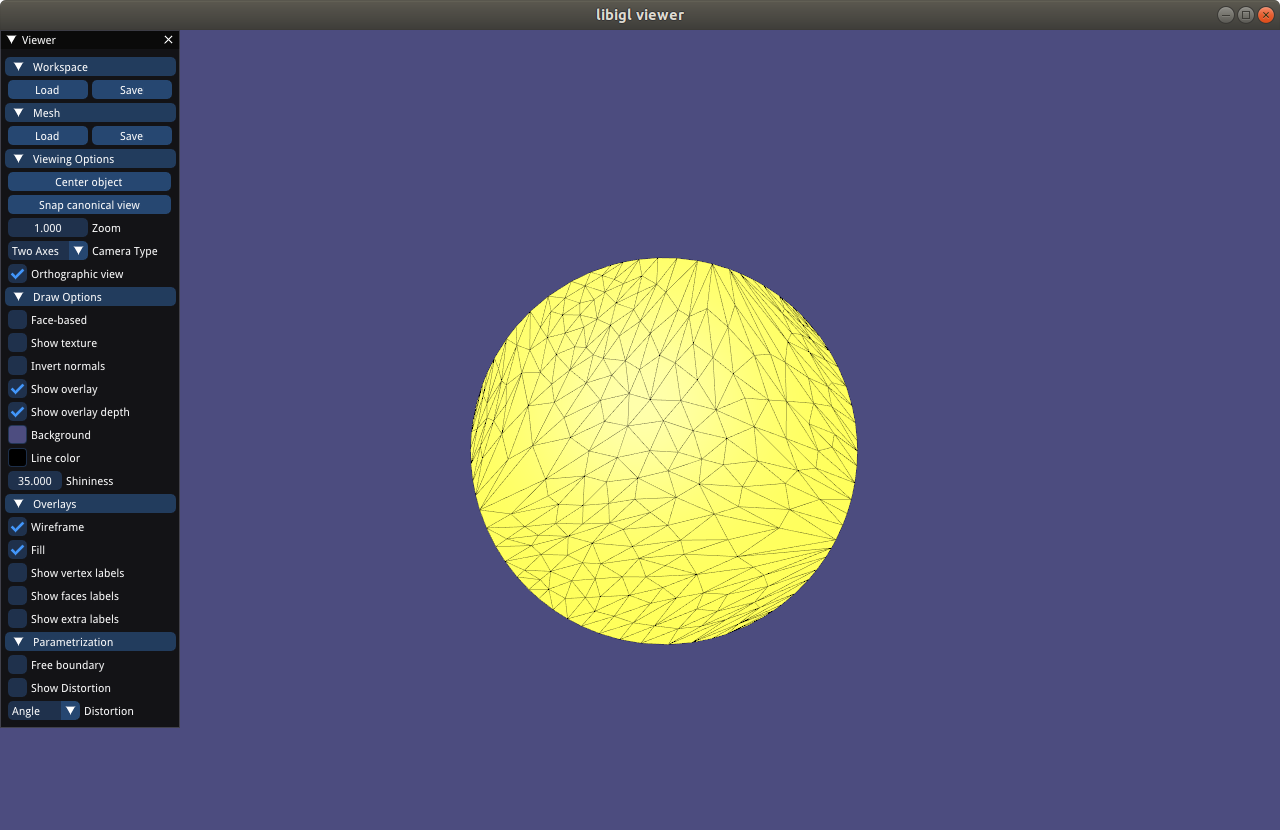 libigl viewer
Viewer
Workspace
Load Save
Mesh
Load Save
Viewing Options
Center object
Snap canonical view
1.000 Zoom
Two Axes Camera Type
Orthographic view
Draw Options
Face-based
Show texture
Invert normals
Show overlay
Show overlay depth
Background
Line color
35.000 Shininess
Overlays
Wireframe
Fill
Show vertex labels
Show faces labels
Show extra labels
Parametrization
Free boundary
Show Distortion
Angle Distortion